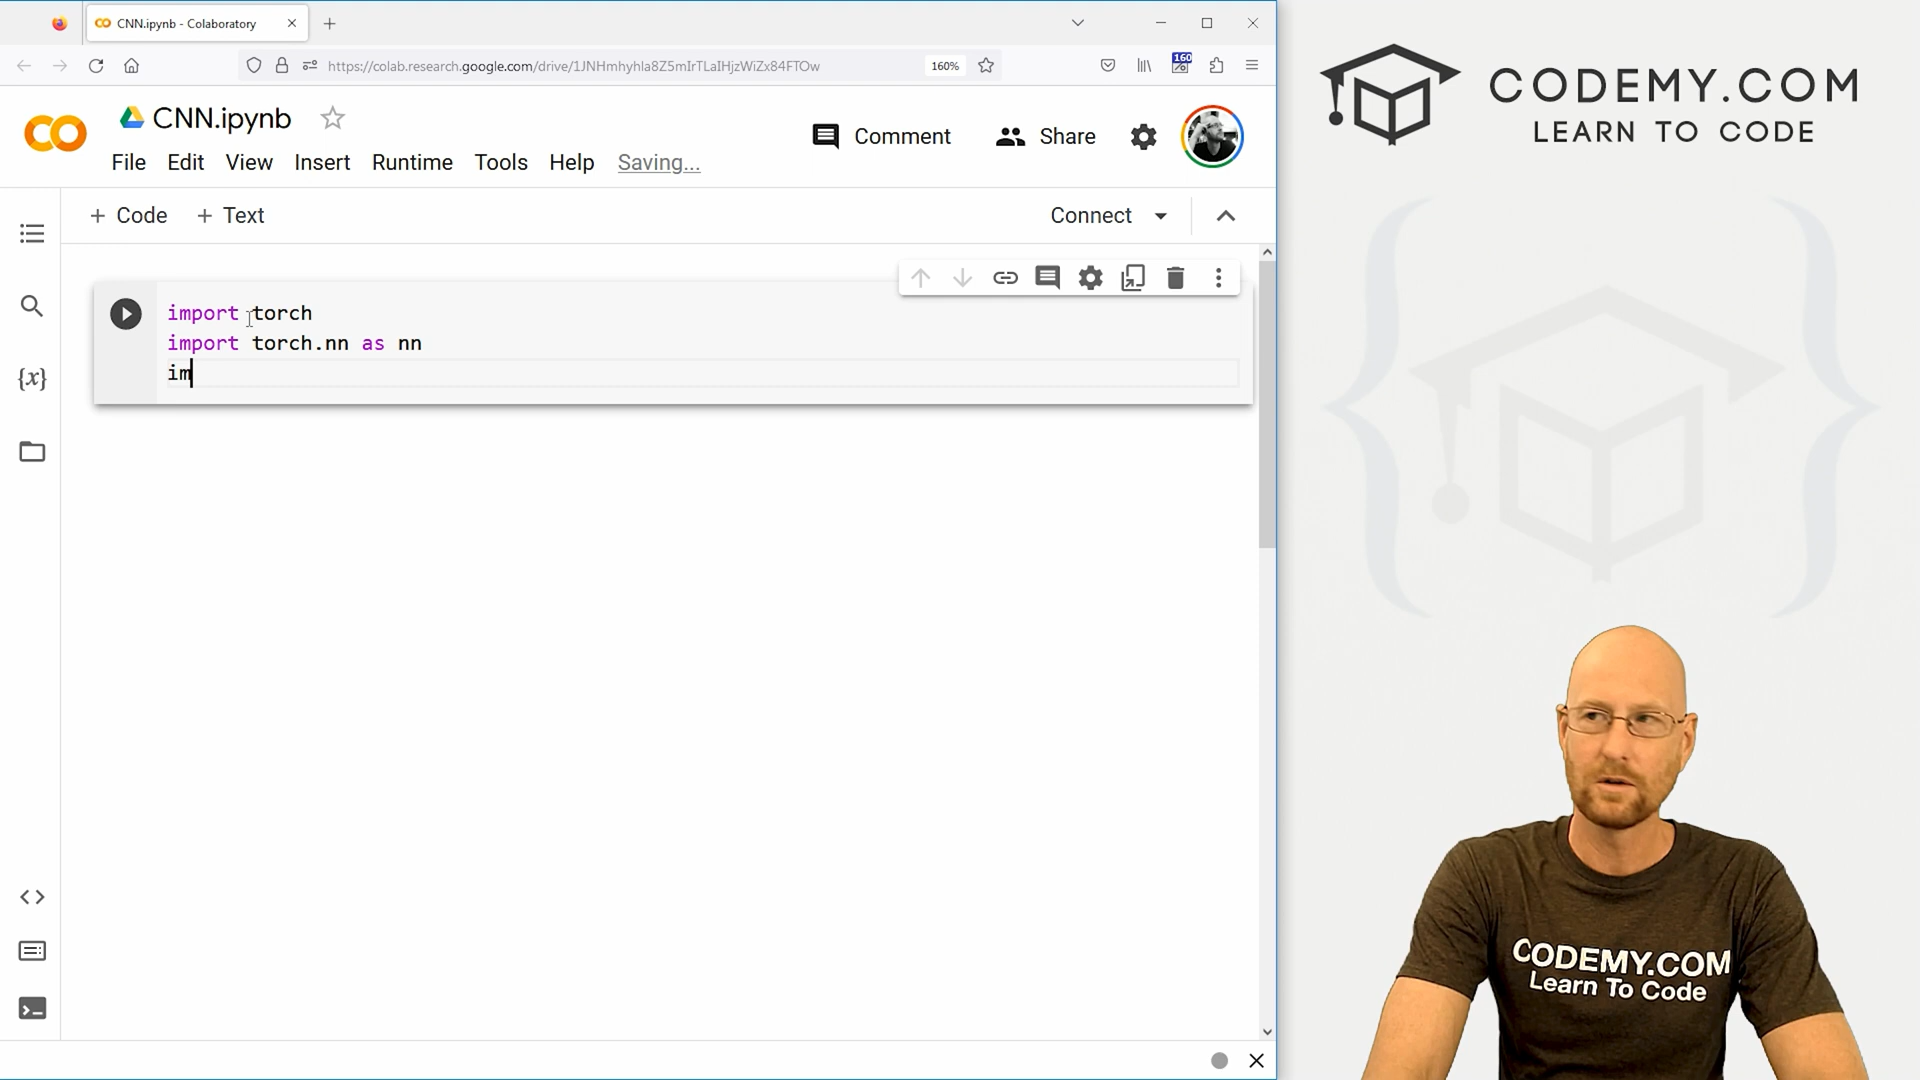 CNN.ipynb - Colaboratory
https://colab.research.google.com/drive/1JNHmhyhla8Z5mIrTLaIHjzWiZx84FTOw
160%
160
CNN.ipynb
Comment
Share
File Edit View Insert Runtime Tools Help Saving...
+ Code + Text
Connect
import torch
import torch.nn as nn
im
{x}
CODEMY.COM
LEARN TO CODE
CODEMY.COM
Learn To Code